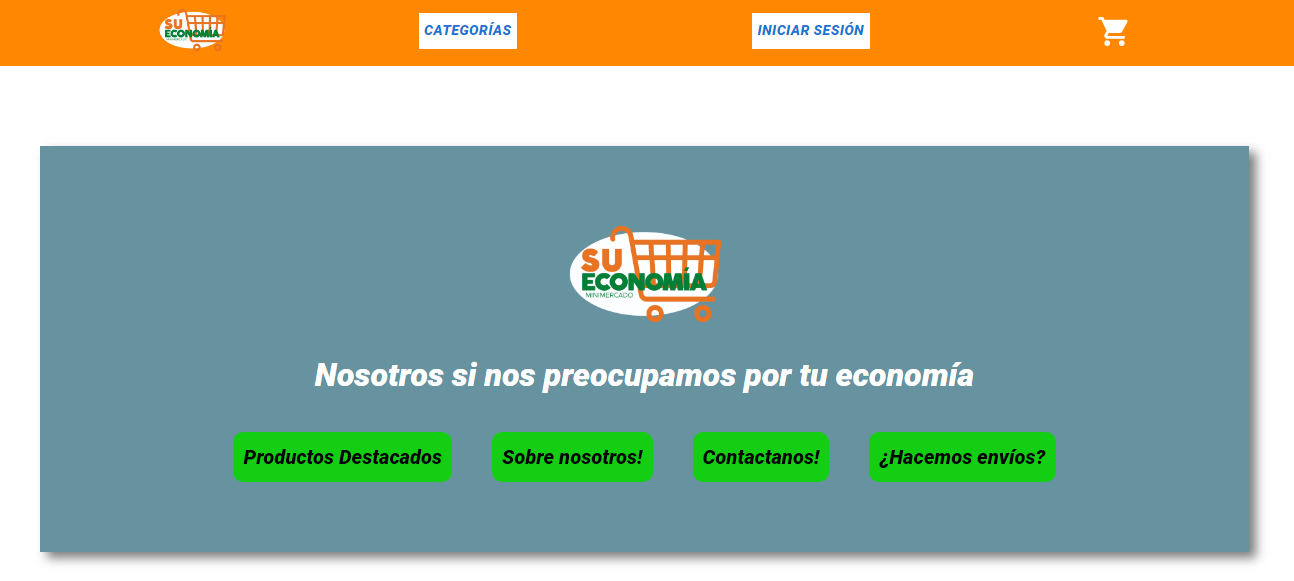 SU
ECONOMÍA
CATEGORÍAS
INICIAR SESIÓN
SU
ECONOMÍA
MINIMERCADO
Nosotros si nos preocupamos por tu economía
Productos Destacados
Sobre nosotros!
Contactanos!
¿Hacemos envíos?